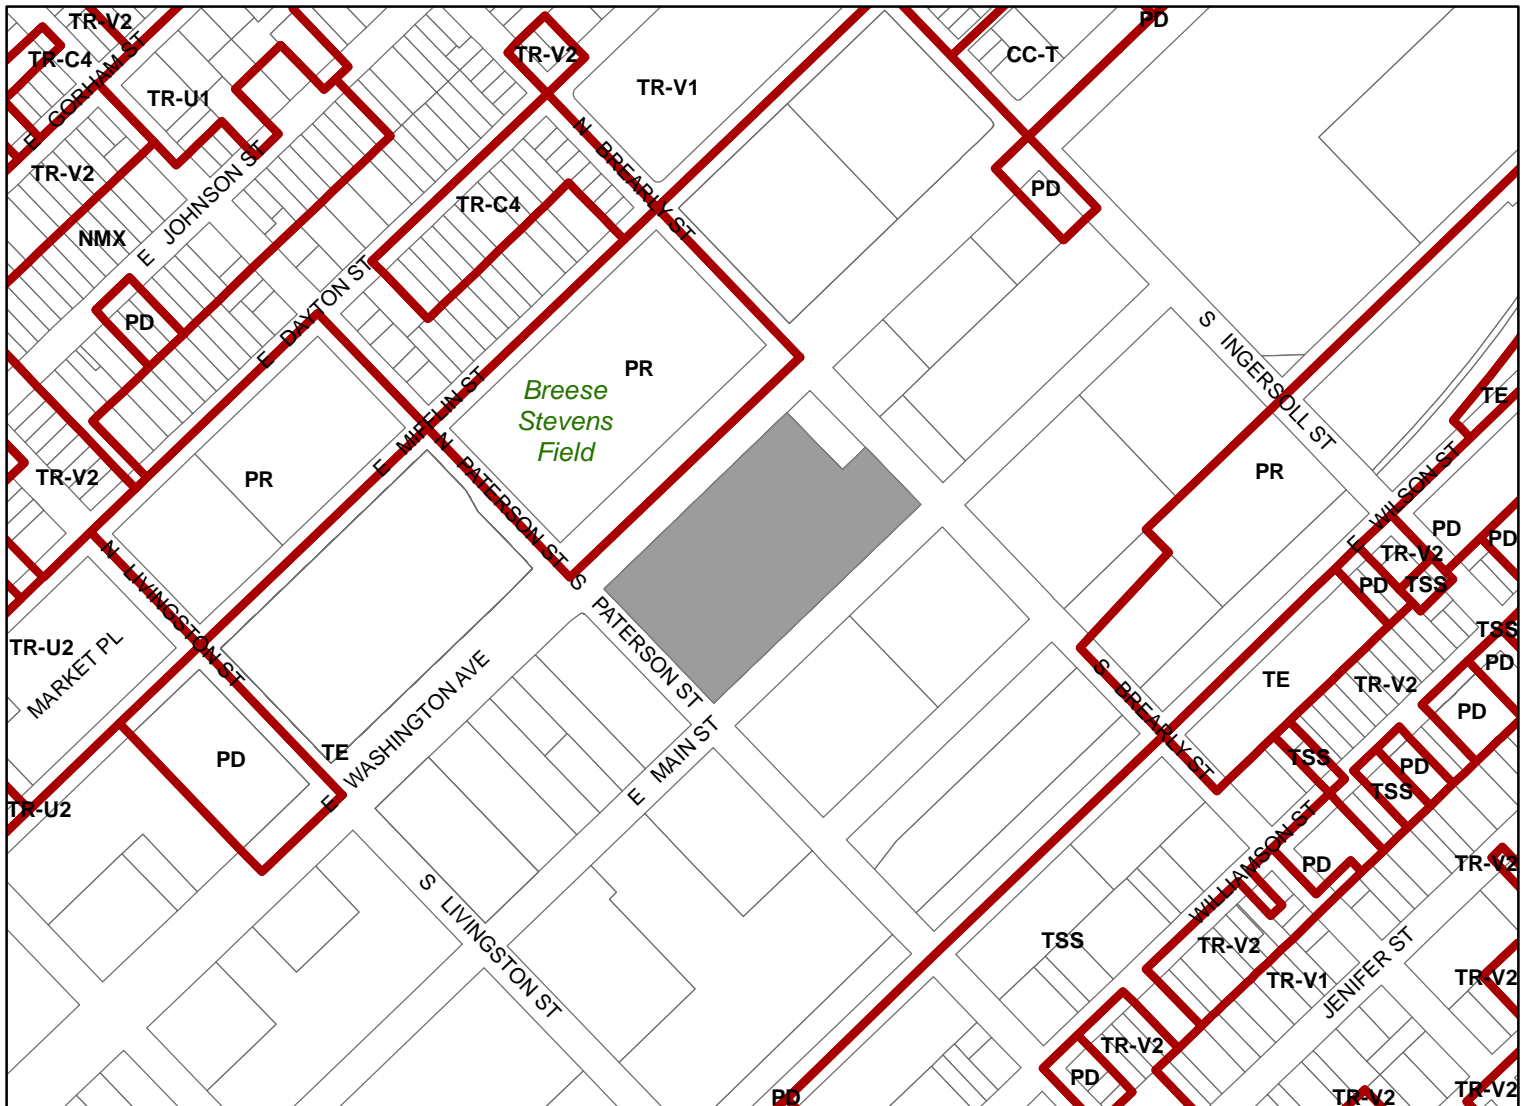 TR-V2
PD
TR-C4
E GORHAM ST
TR-V2
CC-T
TR-V1
TR-U1
N BREARLY ST
TR-V2
E JOHNSON ST
PD
TR-C4
NMX
PD
E DAYTON ST
S INGERSOLL ST
PR
Breese
Stevens
Field
TE
E MIFFLIN ST
PR
TR-V2
PR
N PATERSON ST
E WILSON ST
PD
PD
TR-V2
N LIVINGSTON ST
PD
TSS
S PATERSON ST
TSS
TR-U2
MARKET PL
PD
TE
TR-V2
S BREARLY ST
PD
E WASHINGTON AVE
TE
PD
E MAIN ST
TSS
PD
TSS
TR-U2
WILLIAMSON ST
PD
TR-V2
S LIVINGSTON ST
TSS
TR-V2
TR-V1
JENIFER ST
TR-V2
TR-V2
PD
PD
TR-V2
TR-V2